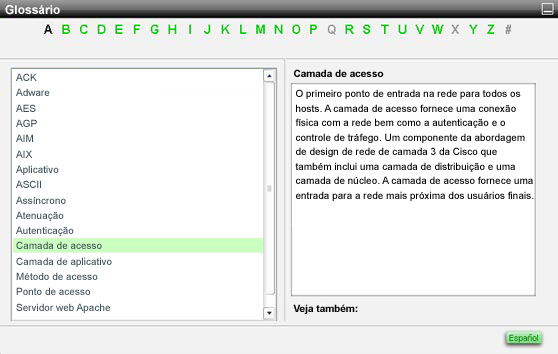 Glossário
A B C D E F G H I J K L M N O P Q R S T U V W X Y Z #
ACK
Adware
AES
AGP
AIM
AIX
Aplicativo
ASCII
Assíncrono
Atenuação
Autenticação
Camada de acesso
Camada de aplicativo
Método de acesso
Ponto de acesso
Servidor web Apache
Camada de acesso
O primeiro ponto de entrada na rede para todos os
hosts. A camada de acesso fornece uma conexão
física com a rede bem como a autenticação e o
controle de tráfego. Um componente da abordagem
de design de rede de camada 3 da Cisco que
também inclui uma camada de distribuição e uma
camada de núcleo. A camada de acesso fornece uma
entrada para a rede mais próxima dos usuários finais.
Veja também:
Español